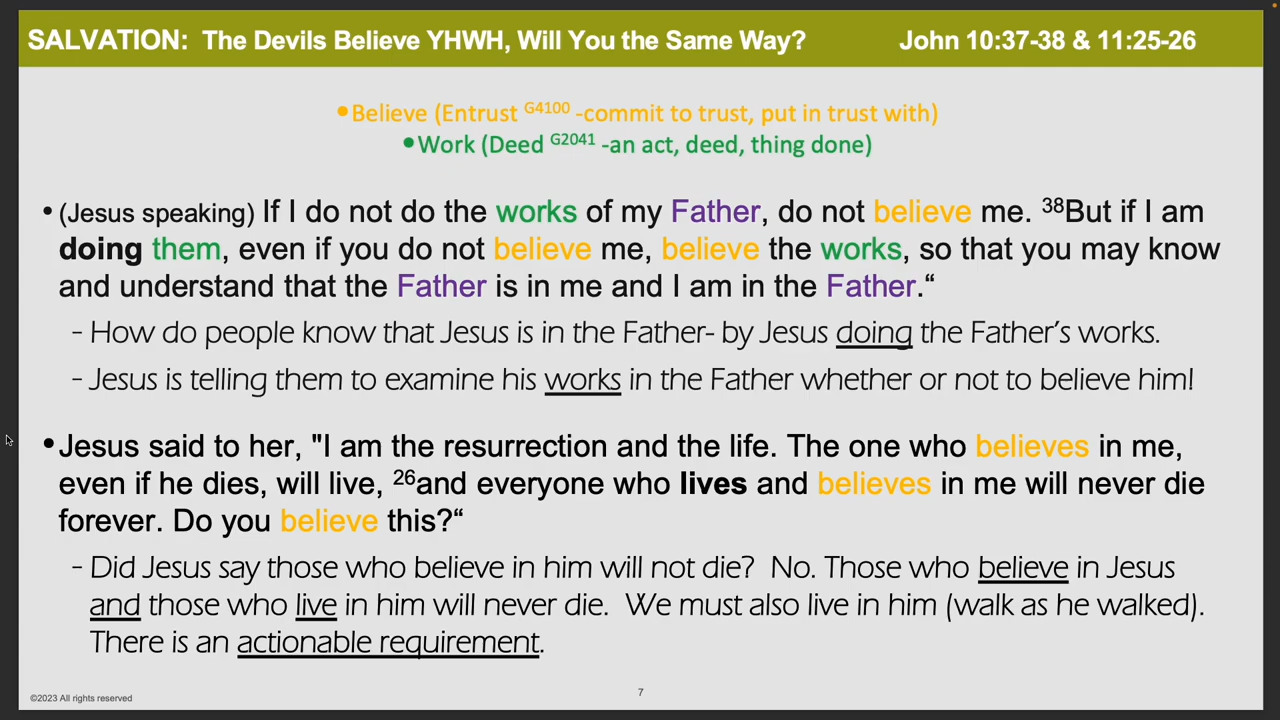 SALVATION:  The Devils Believe YHWH, Will You the Same Way? John 10:37-38 & 11:25-26
•Believe (Entrust G4100 -commit to trust, put in trust with)
•Work (Deed G2041 -an act, deed, thing done)
• (Jesus speaking) If I do not do the works of my Father, do not believe me. 38But if I am
doing them, even if you do not believe me, believe the works, so that you may know
and understand that the Father is in me and I am in the Father.“
- How do people know that Jesus is in the Father- by Jesus doing the Father’s works.
- Jesus is telling them to examine his works in the Father whether or not to believe him!
• Jesus said to her, "I am the resurrection and the life. The one who believes in me,
even if he dies, will live, 26and everyone who lives and believes in me will never die
forever. Do you believe this?“
- Did Jesus say those who believe in him will not die?  No. Those who believe in Jesus
and those who live in him will never die.  We must also live in him (walk as he walked).
There is an actionable requirement.
©2023 All rights reserved
7